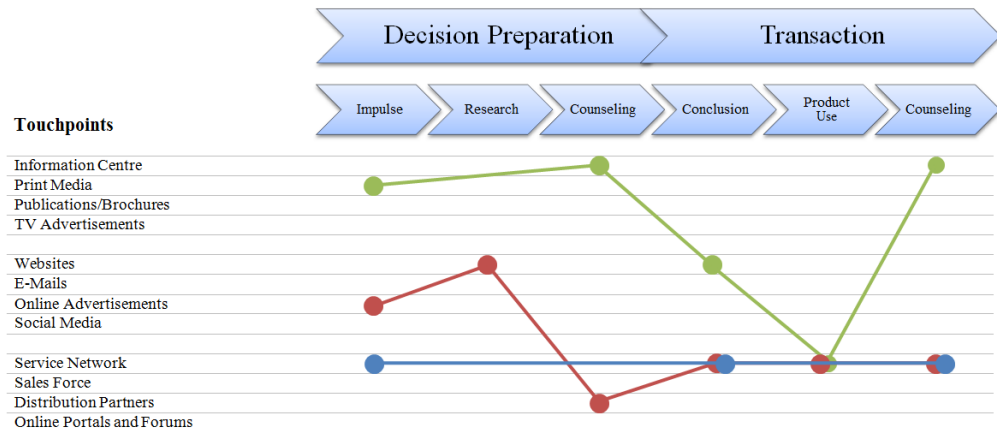 Decision Preparation
Transaction
Impulse
Research
Counseling
Conclusion
Product
Use
Counseling
Touchpoints
Information Centre
Print Media
Publications/Brochures
TV Advertisements
Websites
E-Mails
Online Advertisements
Social Media
Service Network
Sales Force
Distribution Partners
Online Portals and Forums